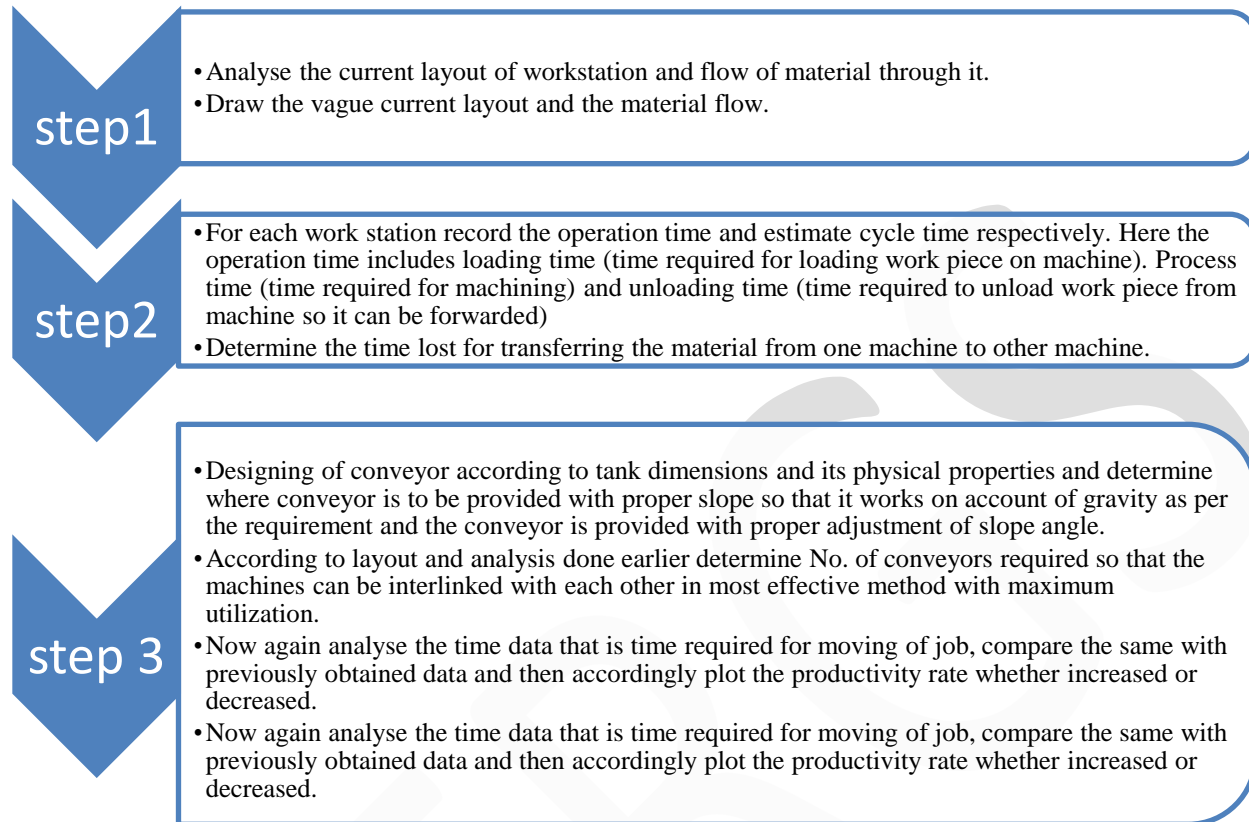 step1
•Analyse the current layout of workstation and flow of material through it.
•Draw the vague current layout and the material flow.
step2
•For each work station record the operation time and estimate cycle time respectively. Here the
operation time includes loading time (time required for loading work piece on machine). Process
time (time required for machining) and unloading time (time required to unload work piece from
machine so it can be forwarded)
•Determine the time lost for transferring the material from one machine to other machine.
step 3
•Designing of conveyor according to tank dimensions and its physical properties and determine
where conveyor is to be provided with proper slope so that it works on account of gravity as per
the requirement and the conveyor is provided with proper adjustment of slope angle.
•According to layout and analysis done earlier determine No. of conveyors required so that the
machines can be interlinked with each other in most effective method with maximum
utilization.
•Now again analyse the time data that is time required for moving of job, compare the same with
previously obtained data and then accordingly plot the productivity rate whether increased or
decreased.
•Now again analyse the time data that is time required for moving of job, compare the same with
previously obtained data and then accordingly plot the productivity rate whether increased or
decreased.